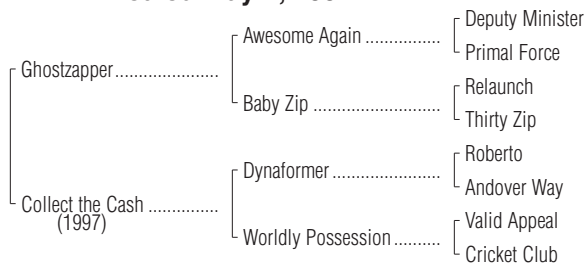 Deputy Minister
Awesome Again ................
Primal Force
Ghostzapper.....................
Relaunch
Baby Zip ...........................
Thirty Zip
Roberto
Dynaformer .......................
Andover Way
Collect the Cash ..............
(1997)
Valid Appeal
Worldly Possession ..........
Cricket Club